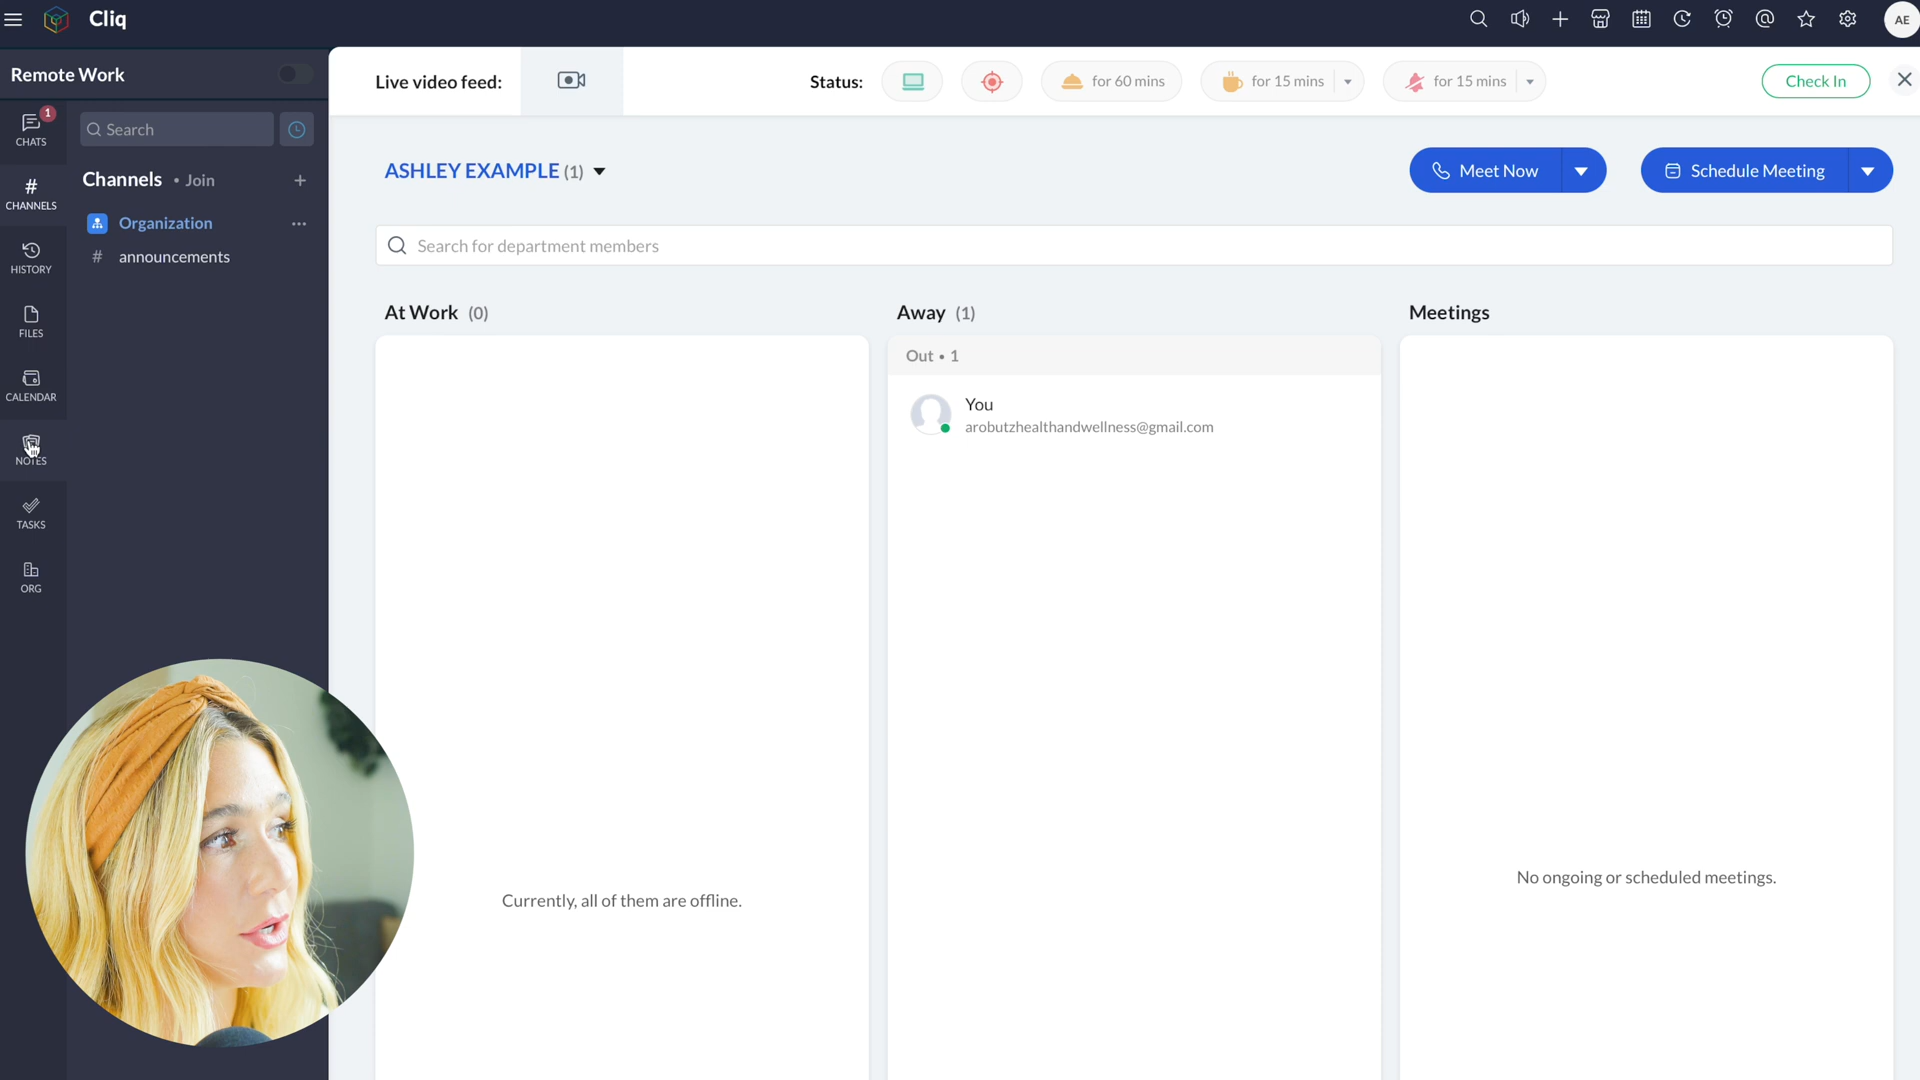 Cliq
AE
Remote Work
Live video feed:
Status:
for 60 mins
for 15 mins
for 15 mins
Check In
1
CHATS
Search
Channels • Join
CHANNELS
Organization
# announcements
HISTORY
FILES
CALENDAR
NOTES
TASKS
ORG
ASHLEY EXAMPLE (1)
Meet Now
Schedule Meeting
Search for department members
At Work (0)
Currently, all of them are offline.
Away (1)
Out • 1
You
arobutzhealthandwellness@gmail.com
Meetings
No ongoing or scheduled meetings.